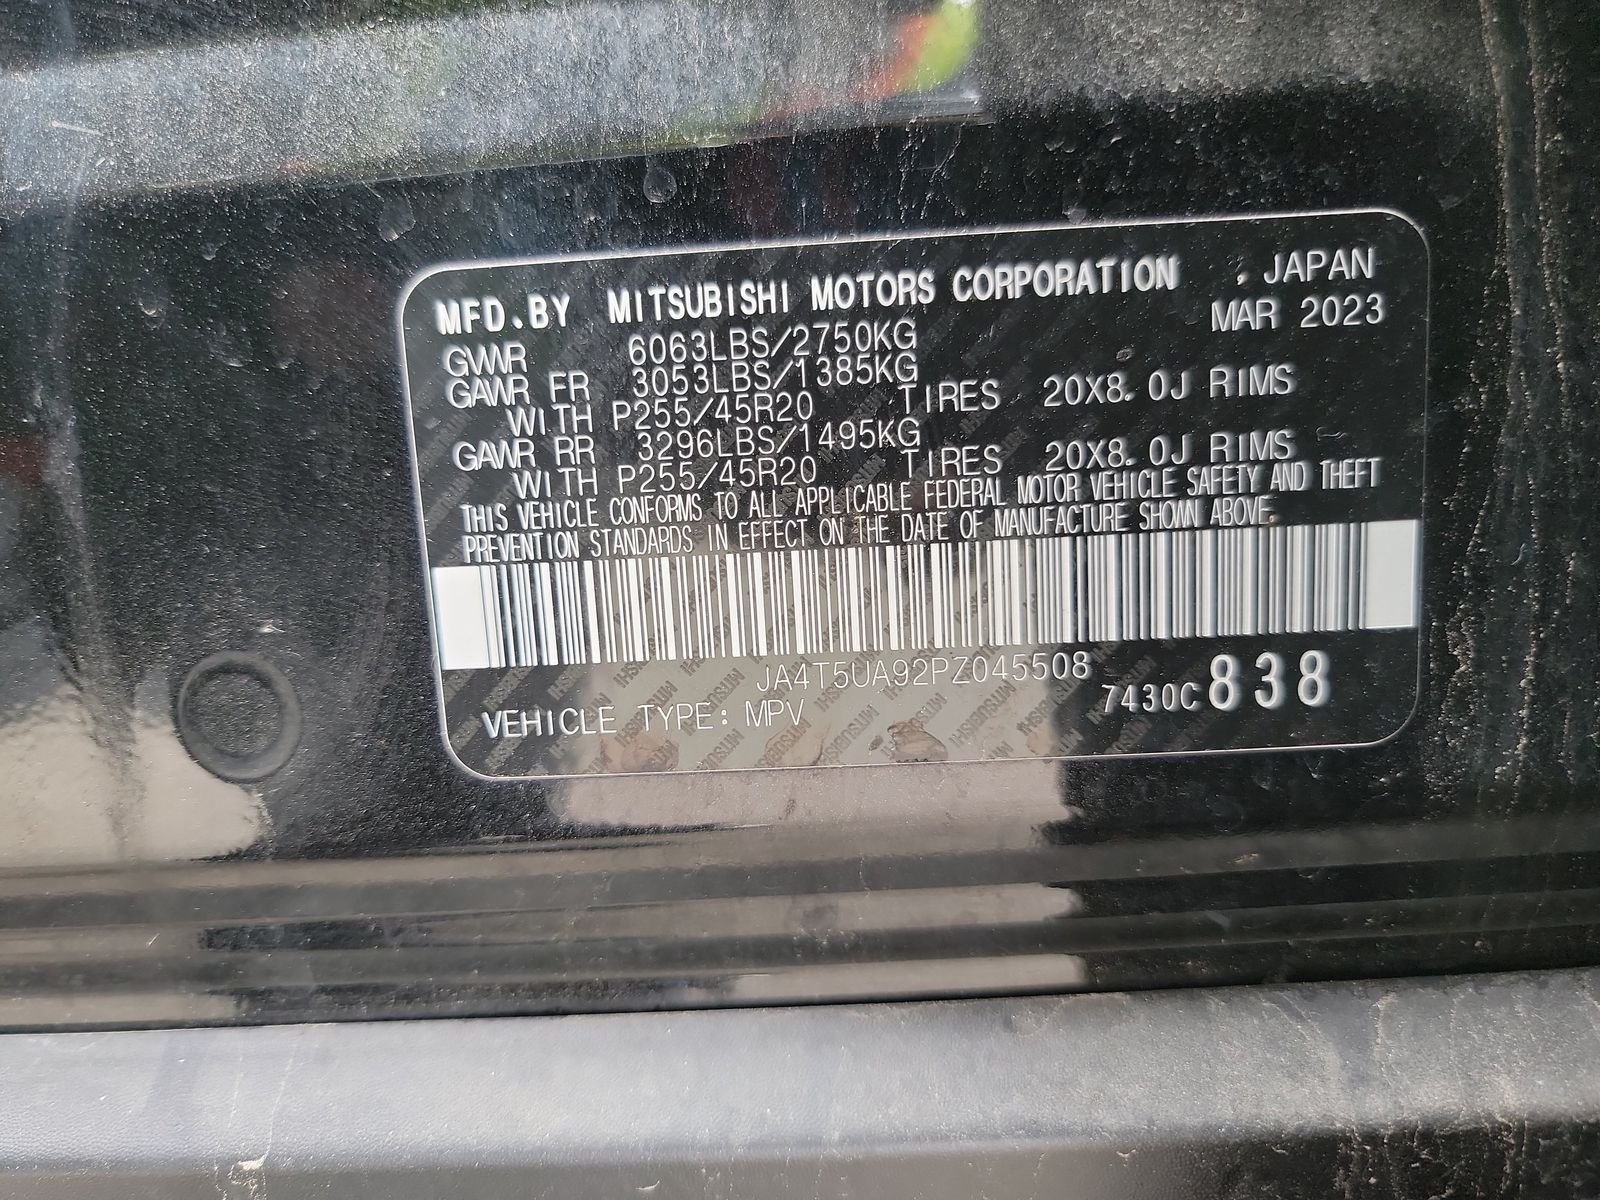 MFD.BY MITSUBISHI MOTORS CORPORATION , JAPAN
MAR 2023
GWWR 6063LBS/2750KG
GAWR FR 3053LBS/1385KG
WITH P255/45R20 TIRES 20X8.0J RIMS
GAWR RR 3296LBS/1495KG
WITH P255/45R20 TIRES 20X8.0J RIMS
THIS VEHICLE CONFORMS TO ALL APPLICABLE FEDERAL MOTOR VEHICLE SAFETY AND THEFT
PREVENTION STANDARDS IN EFFECT ON THE DATE OF MANUFACTURE SHOWN ABOVE.
JA4T5UA92PZ045508
7430C 838
VEHICLE TYPE: MPV